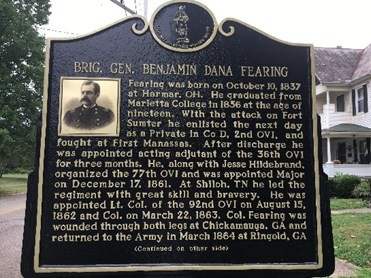 BRIG. GEN. BENJAMIN DANA FEARING
Fearing was born on October 10, 1837
at Harmar, OH. He graduated from
Marietta College in 1856 at the age of
nineteen. With the attack on Fort
Sumter he enlisted the next day
as a Private in Co D, 2nd OVI, and
fought at First Manassas. After discharge he
was appointed acting adjutant of the 36th OVI
for three months. He, along with Jesse Hildebrand,
organized the 77th OVI and was appointed Major
on December 17, 1861. At Shiloh, TN he led the
regiment with great skill and bravery. He was
appointed Lt. Col. of the 92nd OVI on August 15,
1862 and Col. on March 22, 1863. Col. Fearing was
wounded through both legs at Chickamauga, GA and
returned to the Army in March 1864 at Ringold, GA
(Continued on other side)